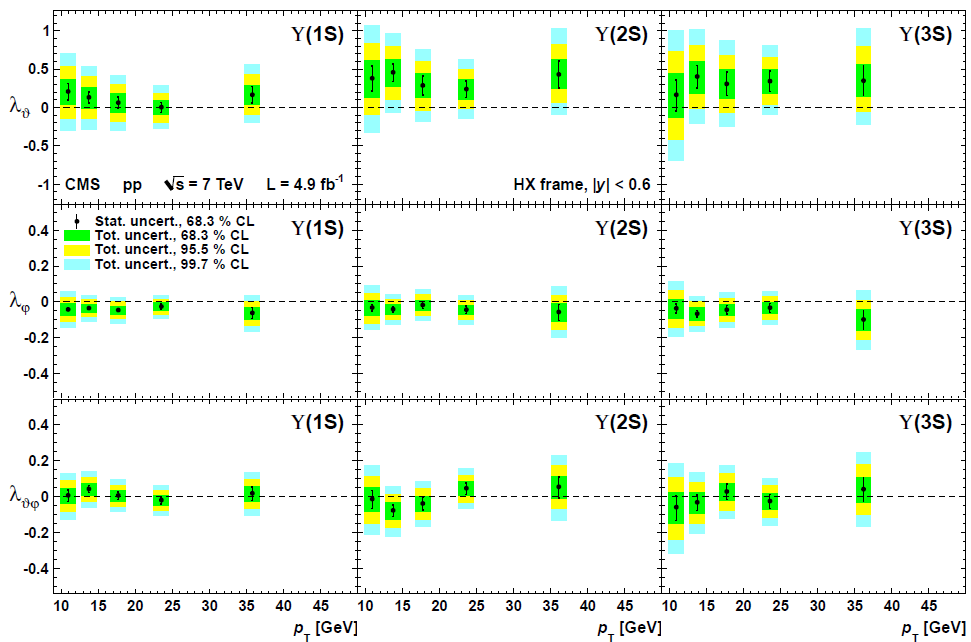 1
0.5
0
-0.5
-1
λϑ
ϒ(1S)
ϒ(2S)
ϒ(3S)
CMS pp √s = 7 TeV L = 4.9 fb-1
HX frame, |y| < 0.6
0.4
0.2
0
-0.2
-0.4
λφ
Stat. uncert., 68.3 % CL
Tot. uncert., 68.3 % CL
Tot. uncert., 95.5 % CL
Tot. uncert., 99.7 % CL
ϒ(1S)
ϒ(2S)
ϒ(3S)
0.4
0.2
0
-0.2
-0.4
λϑφ
ϒ(1S)
ϒ(2S)
ϒ(3S)
10 15 20 25 30 35 40 45
10 15 20 25 30 35 40 45
10 15 20 25 30 35 40 45
pT [GeV]
pT [GeV]
pT [GeV]